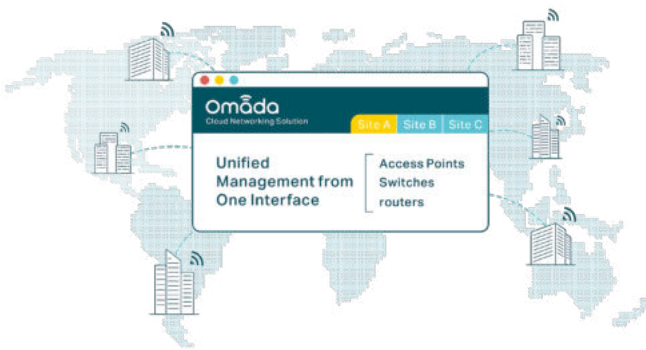 Omada
Cloud Networking Solution
Site A Site B Site C
Unified
Management from
One Interface
Access Points
Switches
routers